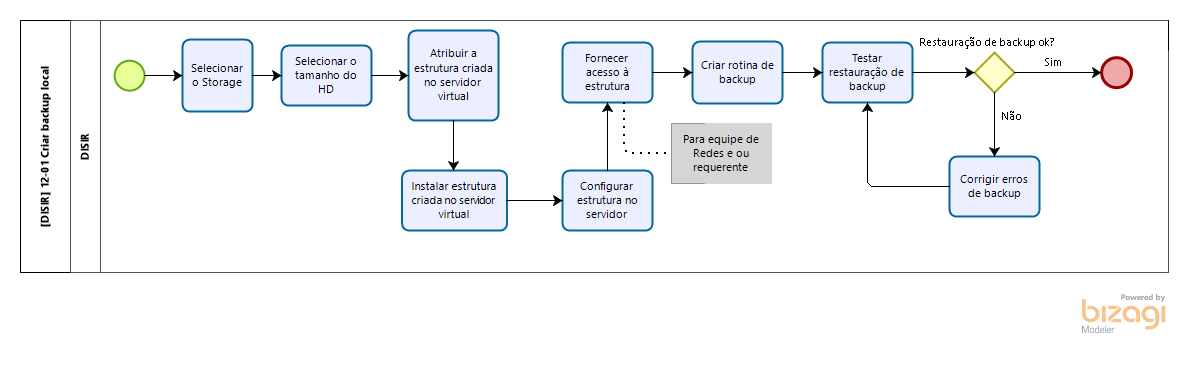 [DISIR] 12-01 Criar backup local
DISIR
Selecionar
o Storage
Selecionar o
tamanho do
HD
Atribuir a
estrutura criada
no servidor
virtual
Instalar estrutura
criada no servidor
virtual
Configurar
estrutura no
servidor
Fornecer
acesso à
estrutura
Para equipe de
Redes e ou
requerente
Criar rotina de
backup
Testar
restauração de
backup
Restauração de backup ok?
Sim
Não
Corrigir erros
de backup
Powered by
bizagi
Modeler